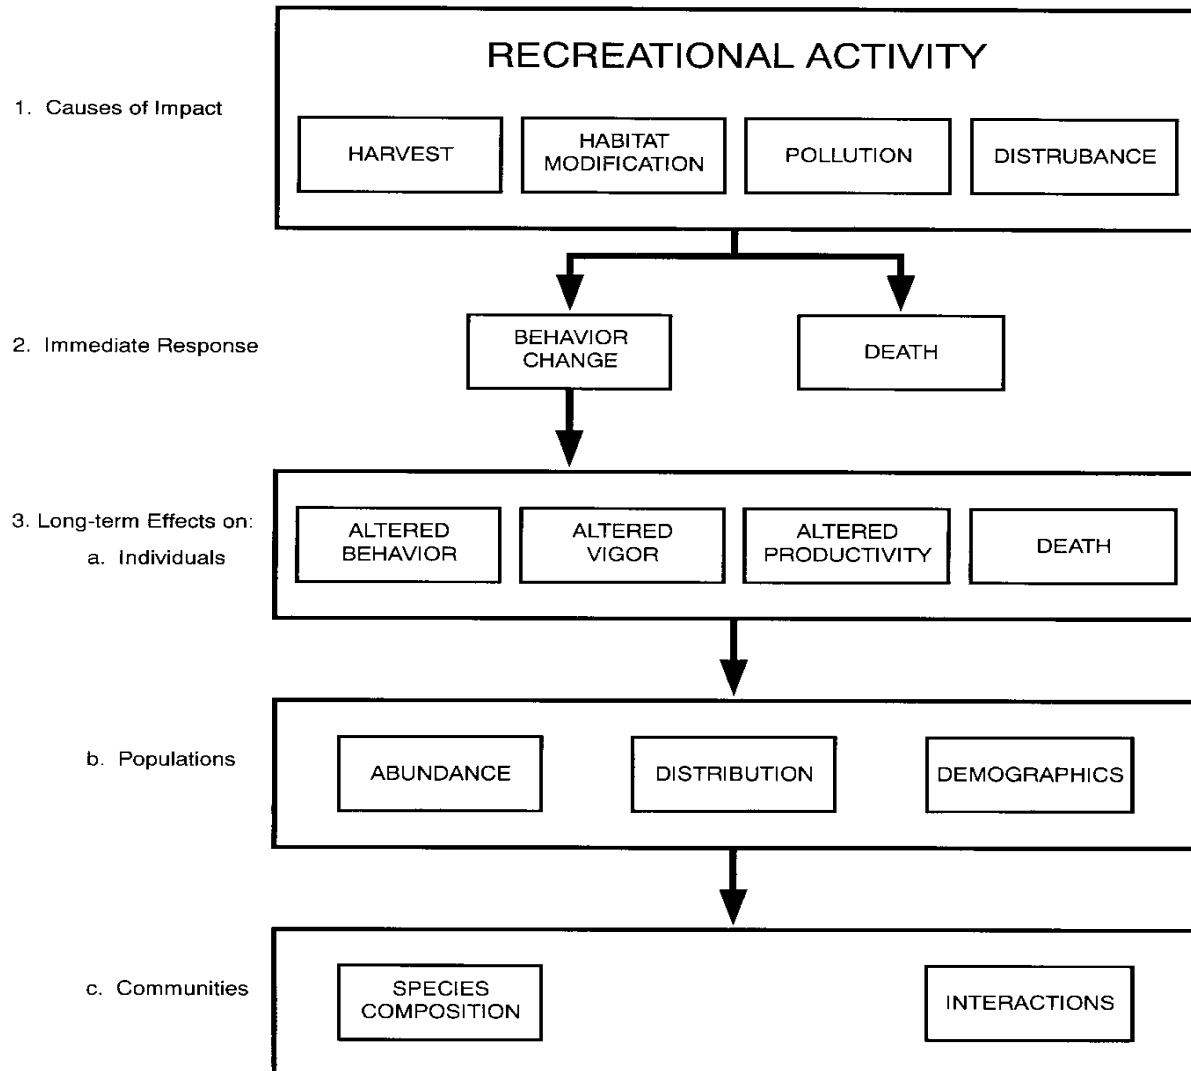 RECREATIONAL ACTIVITY
1. Causes of Impact
HARVEST
HABITAT
MODIFICATION
POLLUTION
DISTRUBANCE
2. Immediate Response
BEHAVIOR
CHANGE
DEATH
3. Long-term Effects on:
a. Individuals
ALTERED
BEHAVIOR
ALTERED
VIGOR
ALTERED
PRODUCTIVITY
DEATH
b. Populations
ABUNDANCE
DISTRIBUTION
DEMOGRAPHICS
c. Communities
SPECIES
COMPOSITION
INTERACTIONS